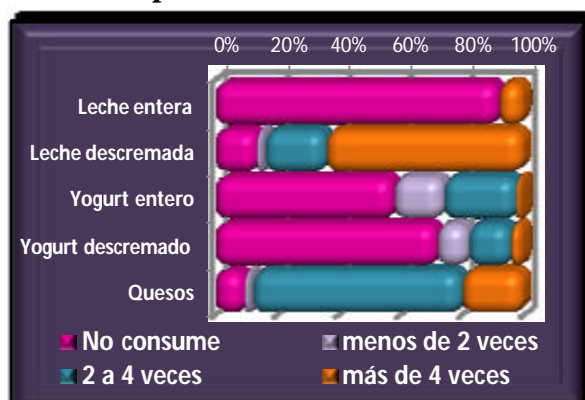 0% 20% 40% 60% 80% 100%
Leche entera
Leche descremada
Yogurt entero
Yogurt descremado
Quesos
No consume menos de 2 veces
2 a 4 veces más de 4 veces